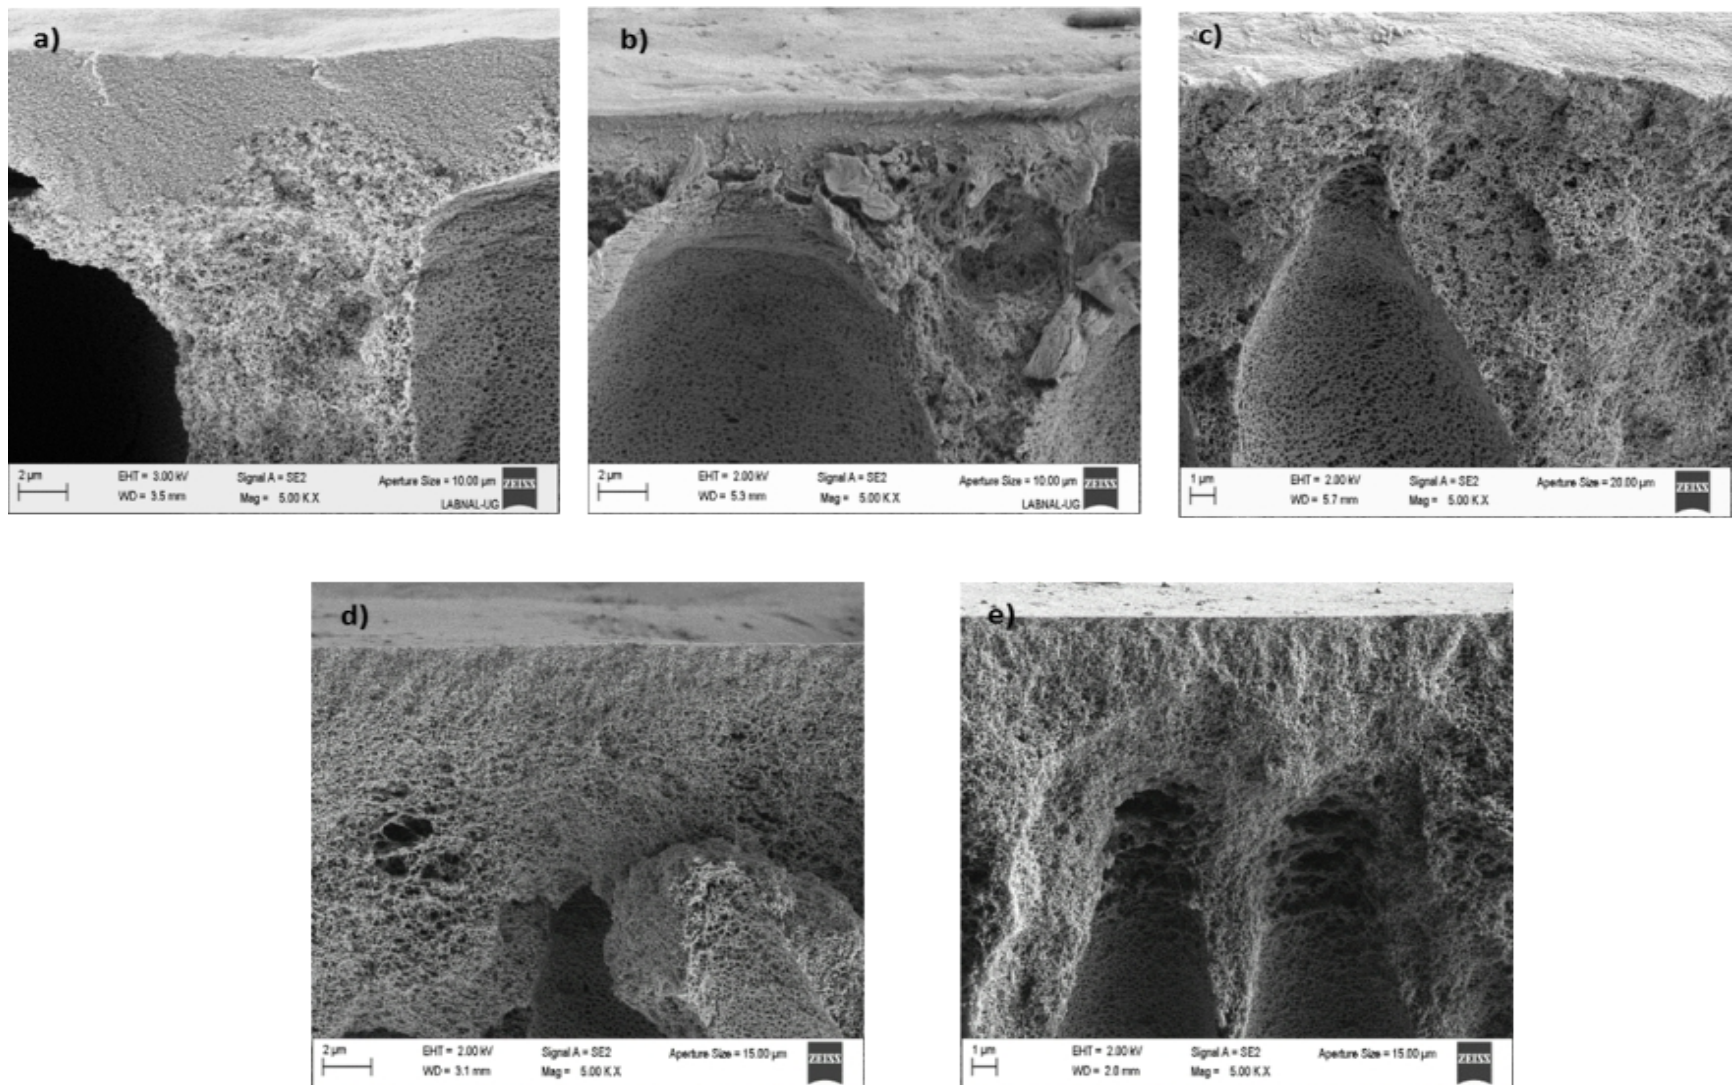 a)
2 µm
EHT = 3.00 kV
Signal A = SE2
Aperture Size = 10.00 µm
ZEISS
WD = 3.5 mm
Mag = 5.00 K X
LABNAL-UG
b)
2 µm
EHT = 2.00 kV
Signal A = SE2
Aperture Size = 10.00 µm
ZEISS
WD = 5.3 mm
Mag = 5.00 K X
LABNAL-UG
c)
1 µm
EHT = 2.00 kV
Signal A = SE2
Aperture Size = 20.00 µm
ZEISS
WD = 5.7 mm
Mag = 5.00 K X
d)
2 µm
EHT = 2.00 kV
Signal A = SE2
Aperture Size = 15.00 µm
ZEISS
WD = 3.1 mm
Mag = 5.00 K X
e)
1 µm
EHT = 2.00 kV
Signal A = SE2
Aperture Size = 15.00 µm
ZEISS
WD = 2.0 mm
Mag = 5.00 K X